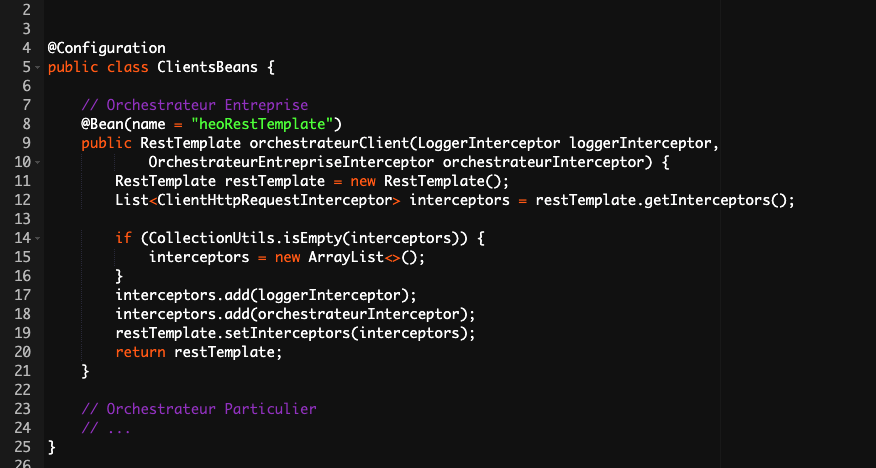 2
3
4 @Configuration
5 public class ClientsBeans {
6
7     // Orchestrateur Entreprise
8     @Bean(name = "heoRestTemplate")
9     public RestTemplate orchestrateurClient(LoggerInterceptor loggerInterceptor,
10             OrchestrateurEntrepriseInterceptor orchestrateurInterceptor) {
11         RestTemplate restTemplate = new RestTemplate();
12         List<ClientHttpRequestInterceptor> interceptors = restTemplate.getInterceptors();
13
14         if (CollectionUtils.isEmpty(interceptors)) {
15             interceptors = new ArrayList<>();
16         }
17         interceptors.add(loggerInterceptor);
18         interceptors.add(orchestrateurInterceptor);
19         restTemplate.setInterceptors(interceptors);
20         return restTemplate;
21     }
22
23     // Orchestrateur Particulier
24     // ...
25 }
26